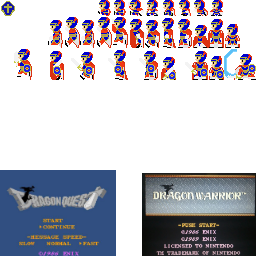 DRAGON QUEST
START
▸CONTINUE
-MESSAGE SPEED-
SLOW NORMAL ▸FAST
©1986 ENIX
DRAGON WARRIOR™
-PUSH START-
©1986 ENIX
©1989 ENIX
LICENSED TO NINTENDO
TM TRADEMARK OF NINTENDO